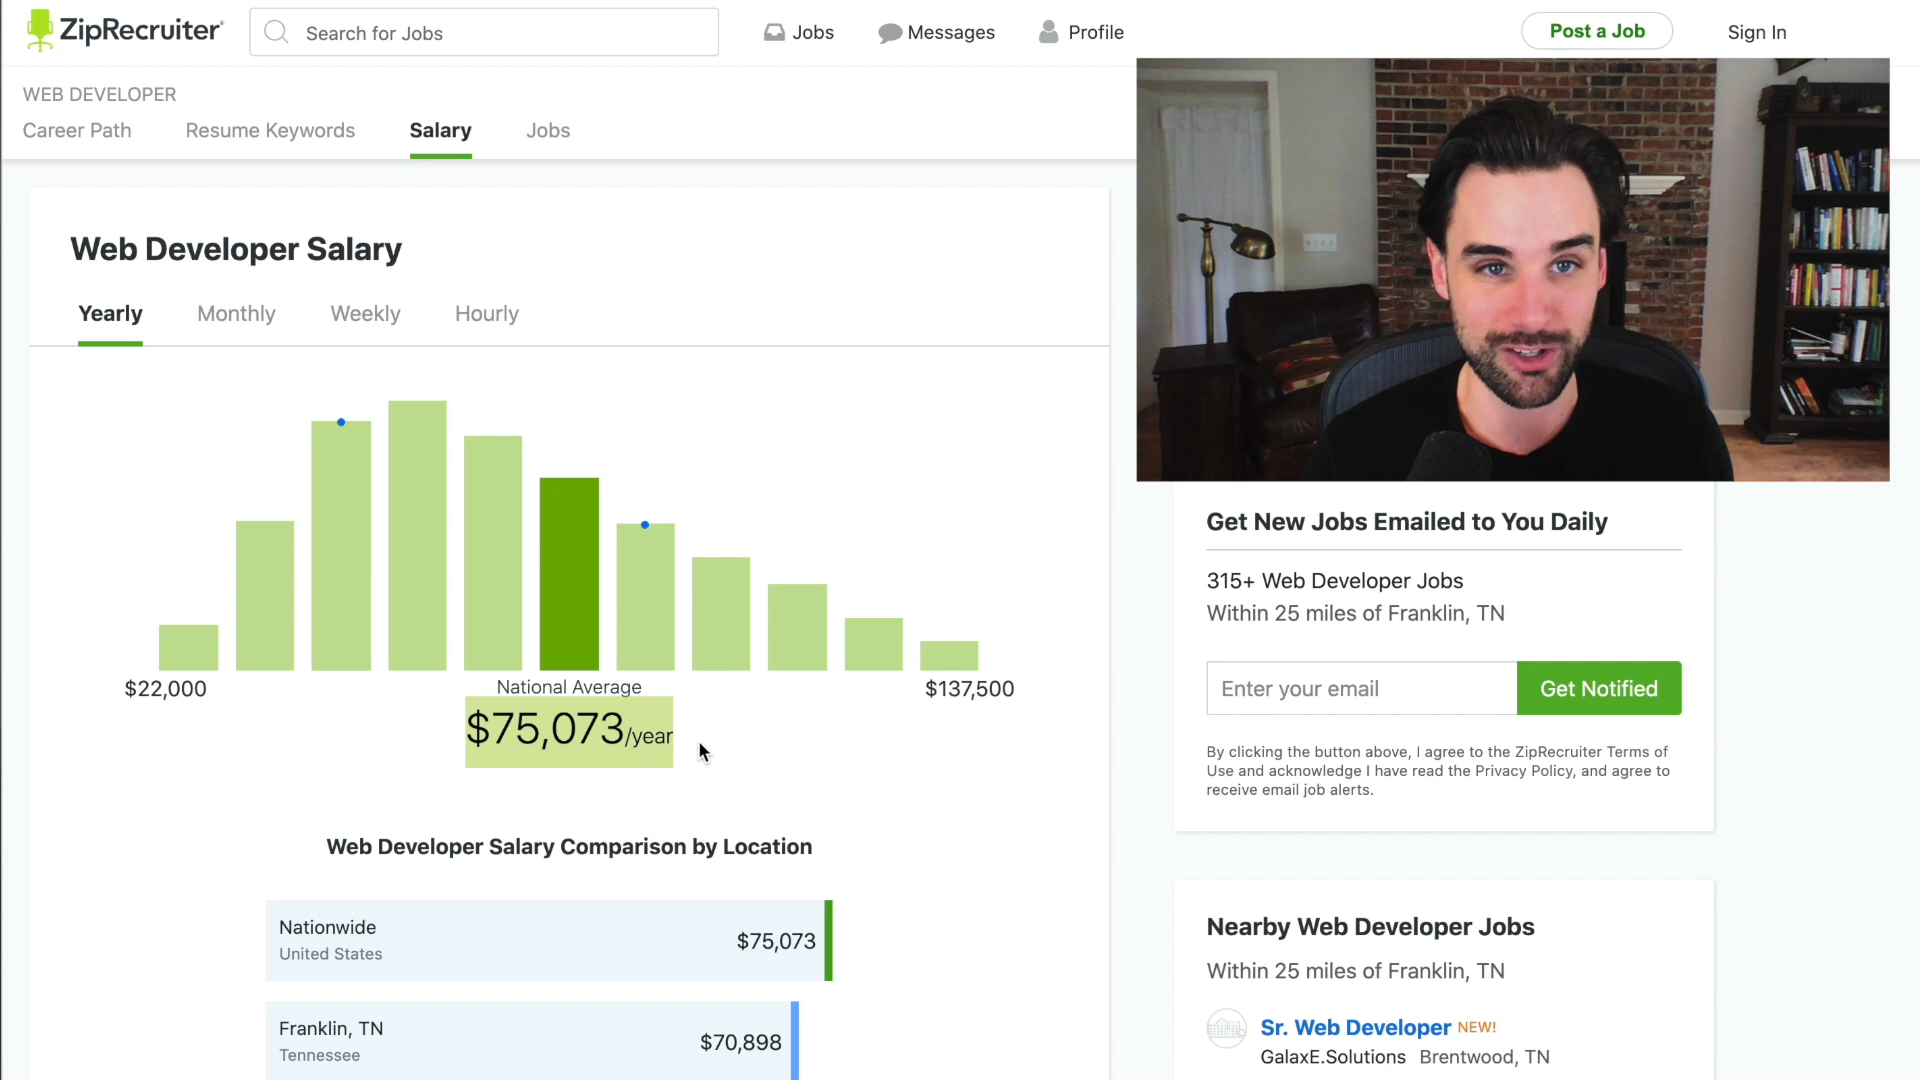 ZipRecruiter
Search for Jobs
Jobs
Messages
Profile
Post a Job
Sign In
WEB DEVELOPER
Career Path
Resume Keywords
Salary
Jobs
Web Developer Salary
Yearly
Monthly
Weekly
Hourly
$22,000
National Average
$137,500
$75,073/year
Web Developer Salary Comparison by Location
Nationwide
United States
$75,073
Franklin, TN
Tennessee
$70,898
Get New Jobs Emailed to You Daily
315+ Web Developer Jobs
Within 25 miles of Franklin, TN
Enter your email
Get Notified
By clicking the button above, I agree to the ZipRecruiter Terms of
Use and acknowledge I have read the Privacy Policy, and agree to
receive email job alerts.
Nearby Web Developer Jobs
Within 25 miles of Franklin, TN
Sr. Web Developer NEW!
GalaxE.Solutions Brentwood, TN